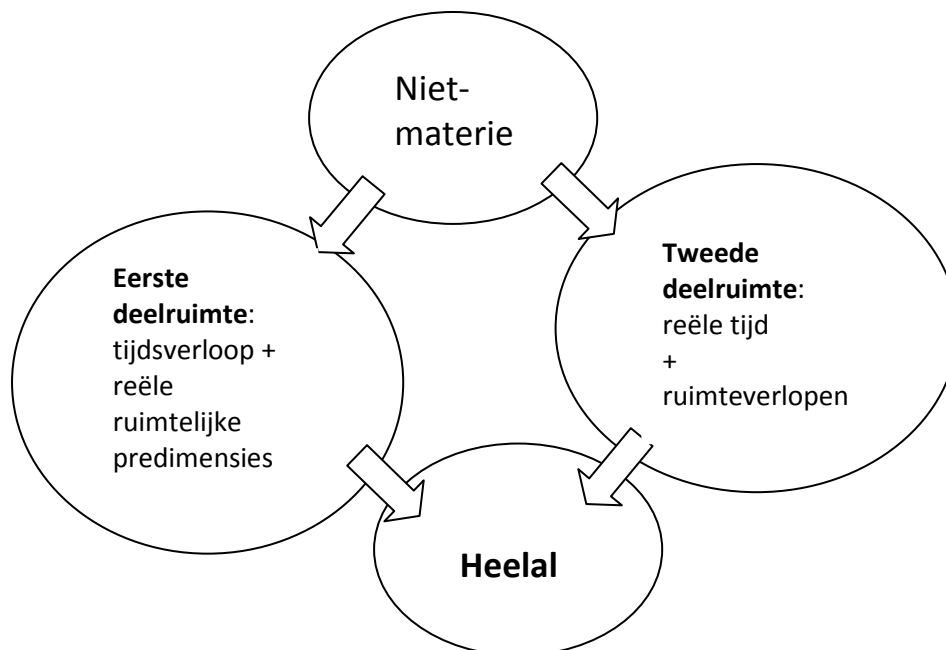 Niet-
materie
Eerste
deelruimte:
tijdsverloop +
reële
ruimtelijke
predimensies
Tweede
deelruimte:
reële tijd
+
ruimteverlopen
Heelal